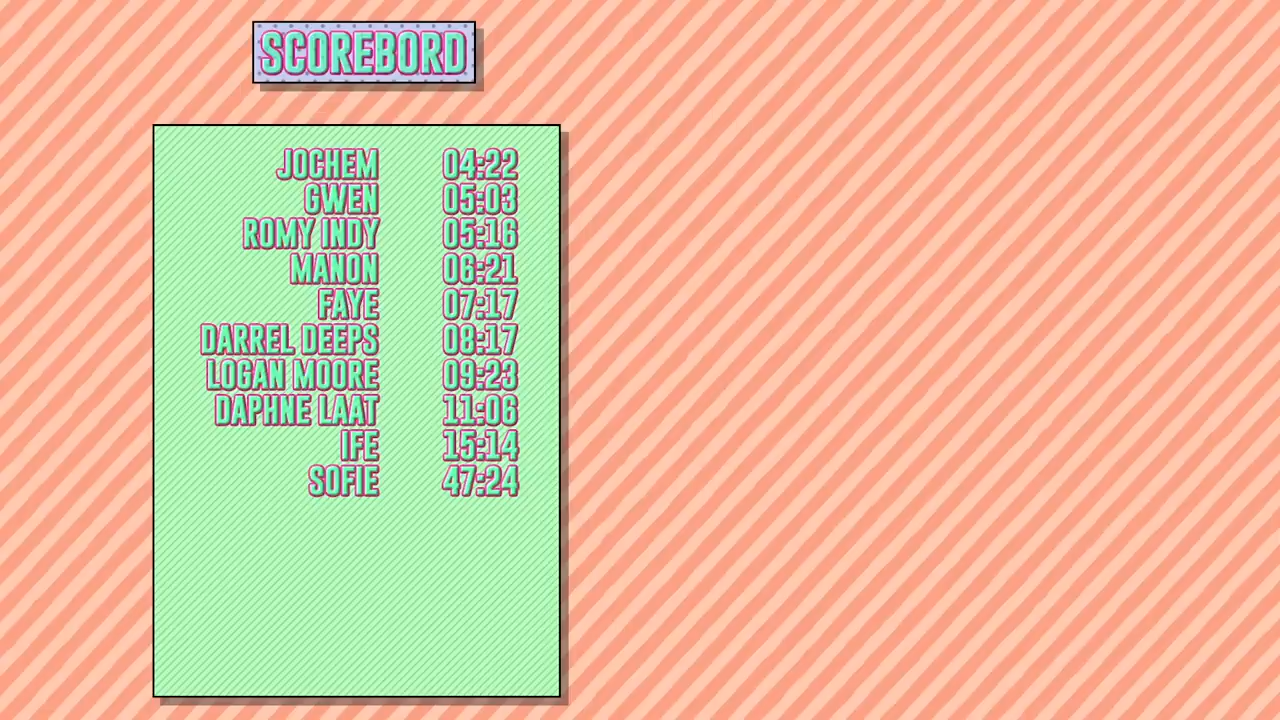 SCOREBORD
JOCHEM 04:22
GWEN 05:03
ROMY INDY 05:16
MANON 06:21
FAYE 07:17
DARREL DEEPS 08:17
LOGAN MOORE 09:23
DAPHNE LAAT 11:06
IFE 15:14
SOFIE 47:24